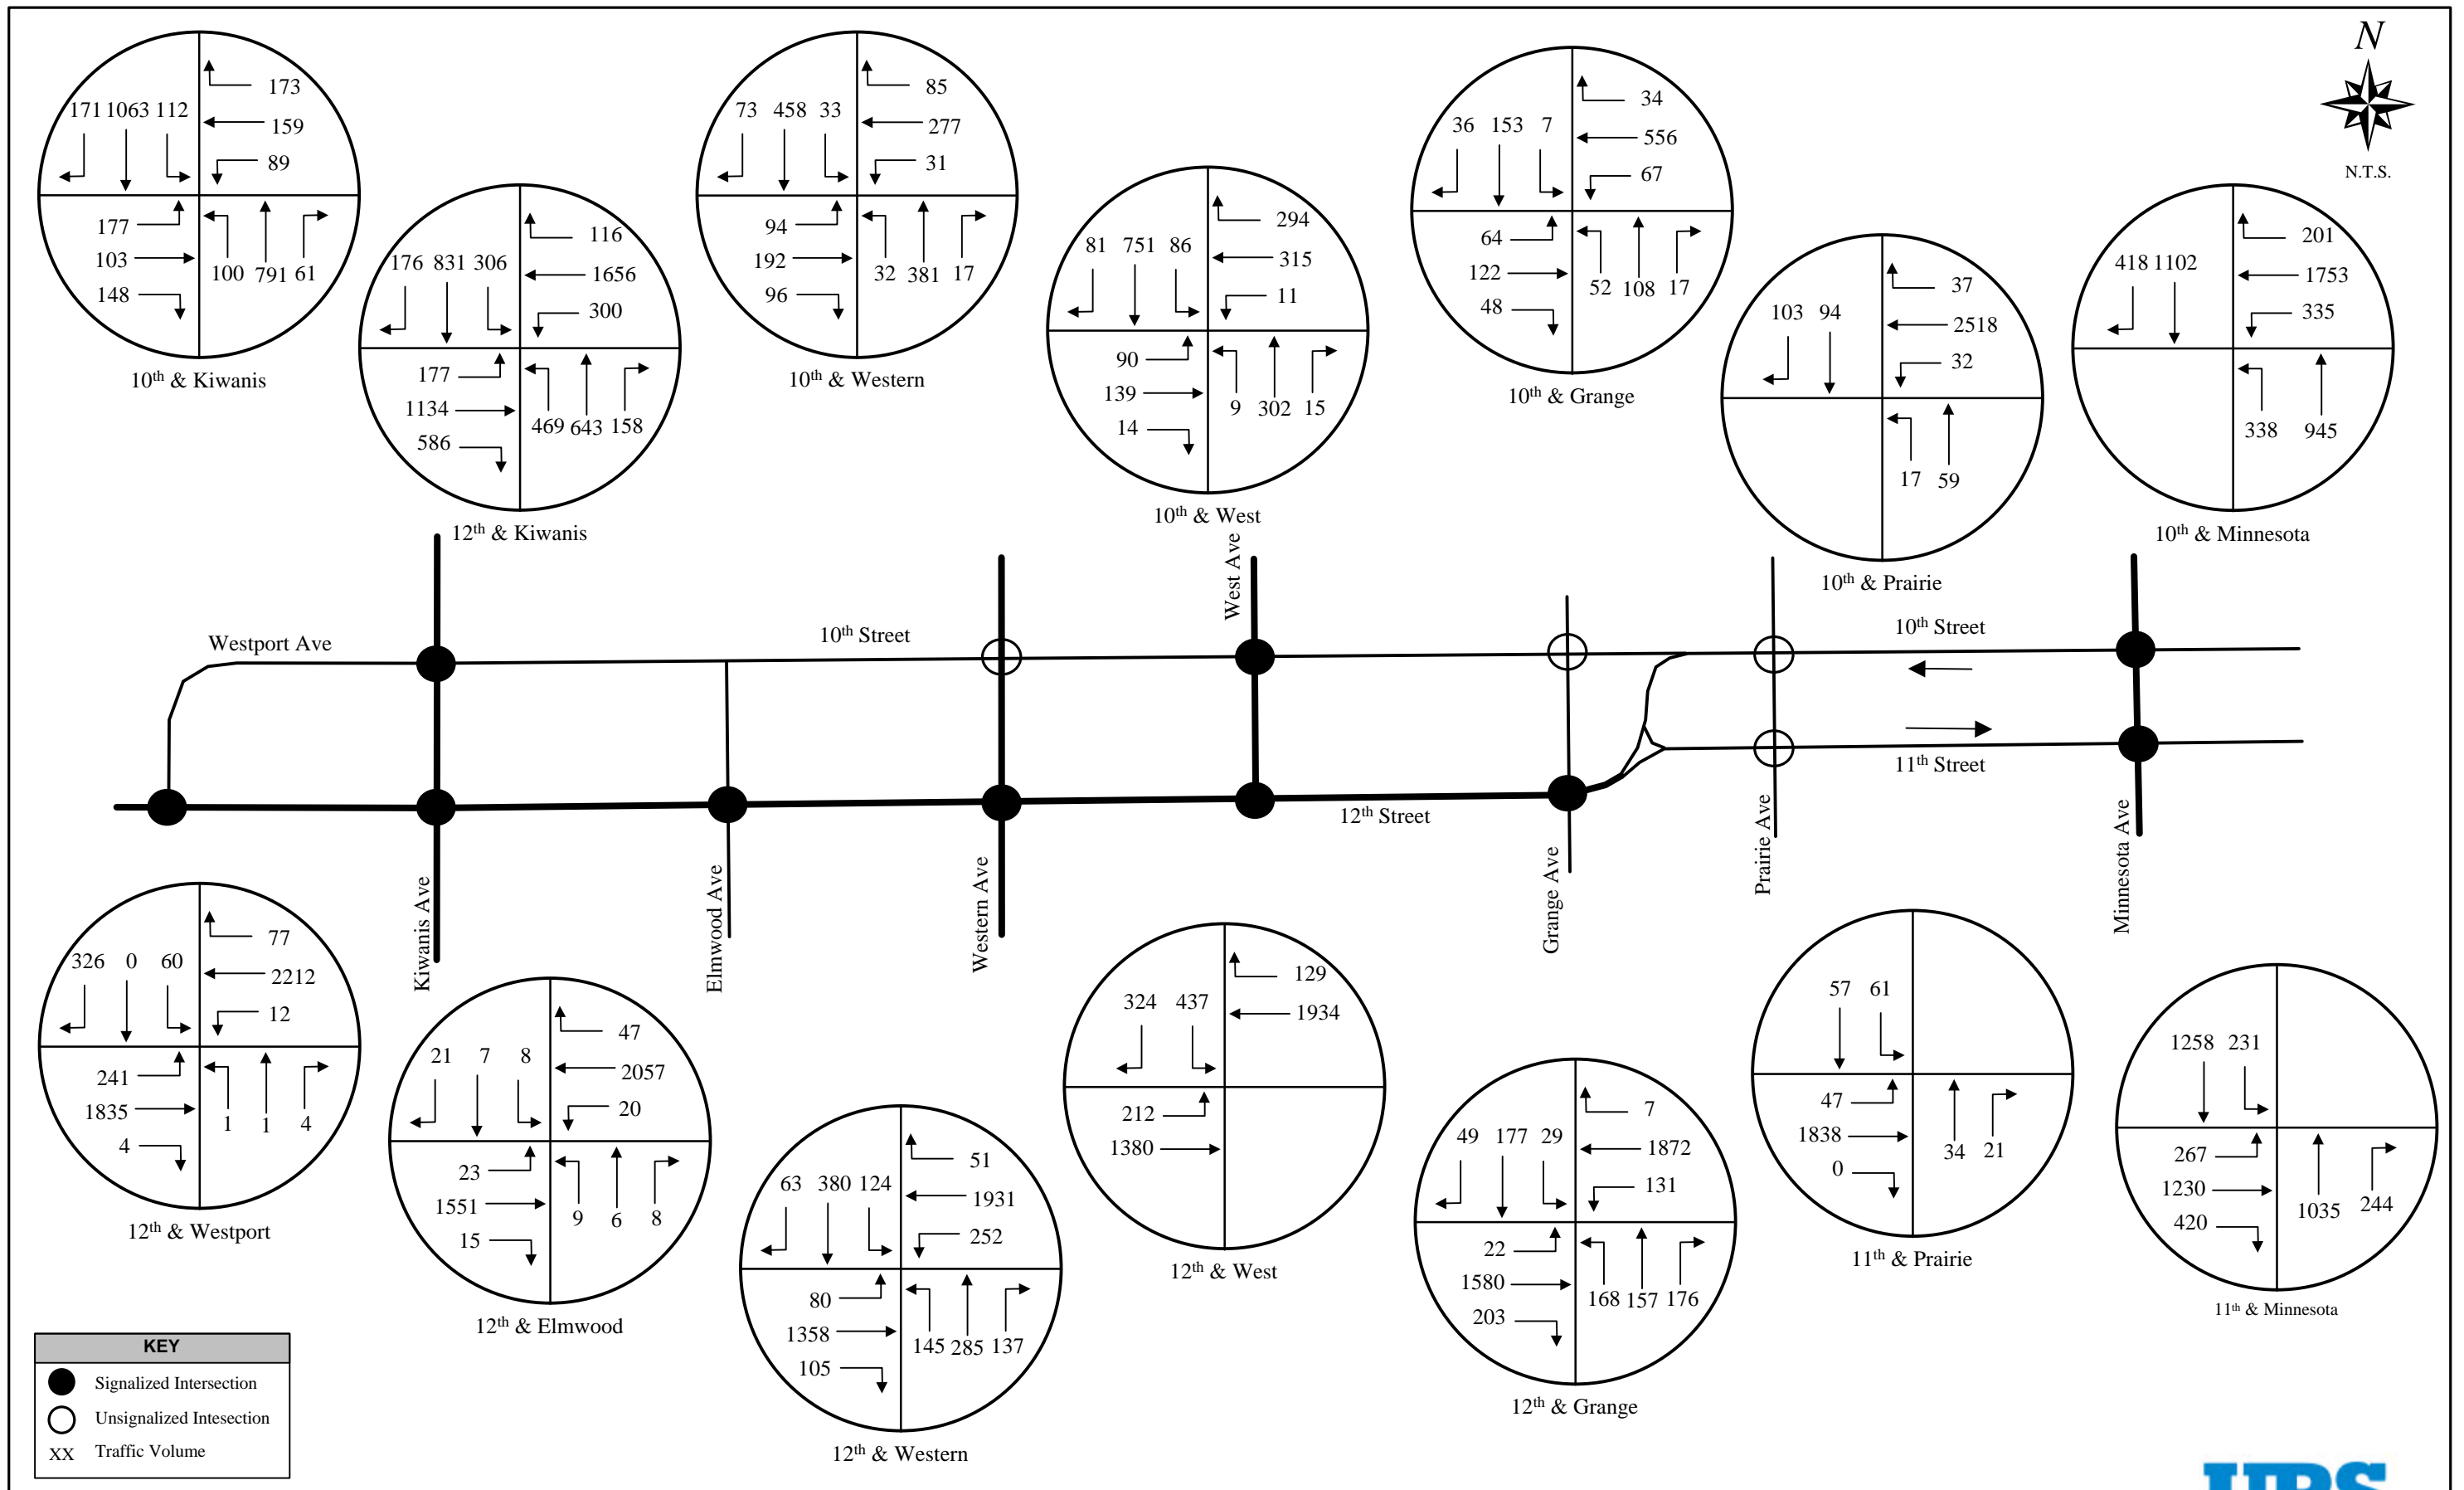 N
N.T.S.
171 1063 112
173
159
89
177
103
148
100 791 61
10th & Kiwanis
176 831 306
116
1656
300
177
1134
586
469 643 158
12th & Kiwanis
73 458 33
85
277
31
94
192
96
32 381 17
10th & Western
81 751 86
294
315
11
90
139
14
9 302 15
10th & West
36 153 7
34
556
67
64
122
48
52 108 17
10th & Grange
103 94
37
2518
32
17 59
10th & Prairie
418 1102
201
1753
335
338 945
10th & Minnesota
Westport Ave
10th Street
West Ave
10th Street
11th Street
12th Street
Kiwanis Ave
Elmwood Ave
Western Ave
Grange Ave
Prairie Ave
Minnesota Ave
326 0 60
77
2212
12
241
1835
4
1 1 4
12th & Westport
21 7 8
47
2057
20
23
1551
15
9 6 8
12th & Elmwood
63 380 124
51
1931
252
80
1358
105
145 285 137
12th & Western
324 437
129
1934
212
1380
12th & West
49 177 29
7
1872
131
22
1580
203
168 157 176
12th & Grange
57 61
47
1838
0
34 21
11th & Prairie
1258 231
267
1230
420
1035 244
11th & Minnesota
KEY
Signalized Intersection
Unsignalized Intesection
XX Traffic Volume